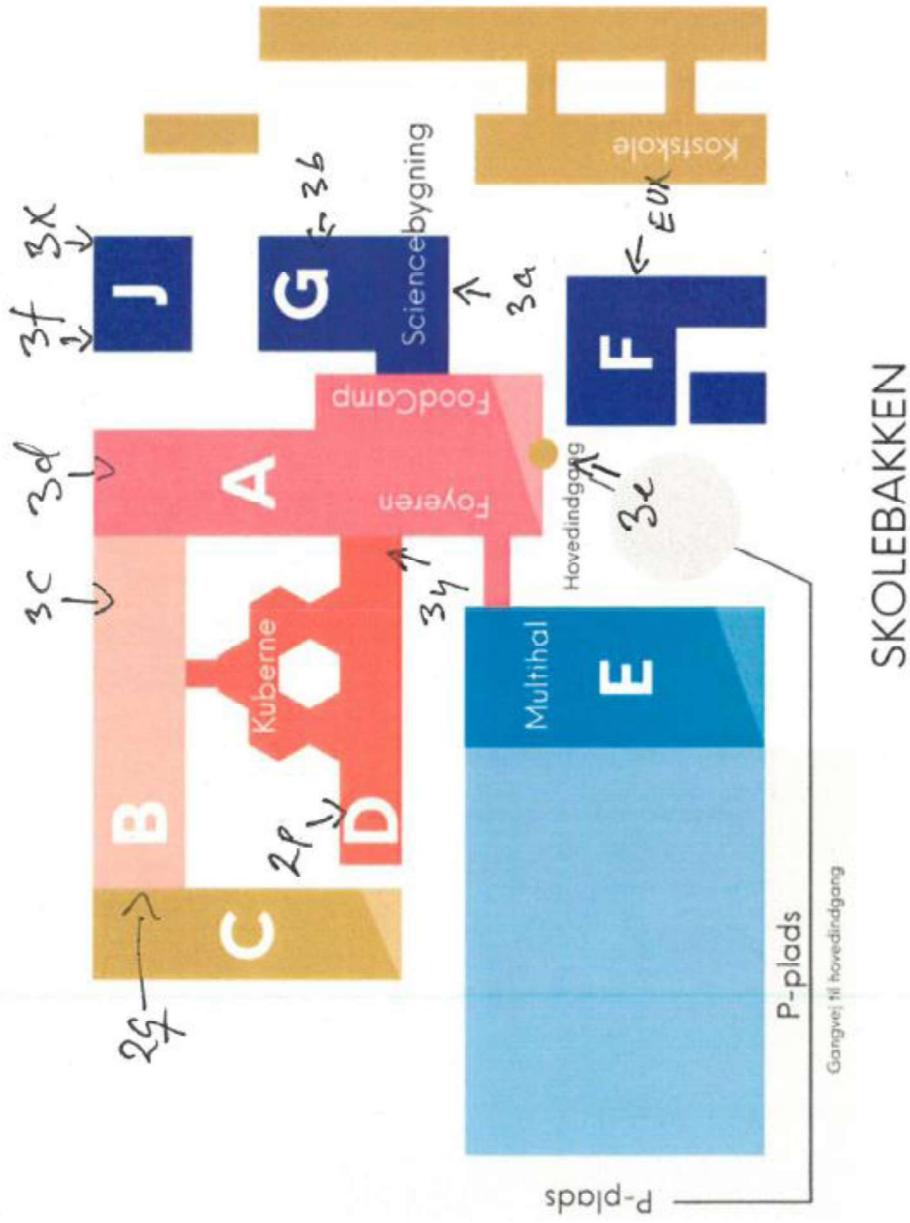 3c
3d
3f
3x
2q
B
J
C
A
G
3b
Kuberne
2p
D
Foyeren
FoodCamp
Sciencebygning
3y
3a
Multihal
Hovedindgang
3e
E
F
EUX
Kostskole
P-plads
P-plads
Gangvej til hovedindgang
SKOLEBAKKEN